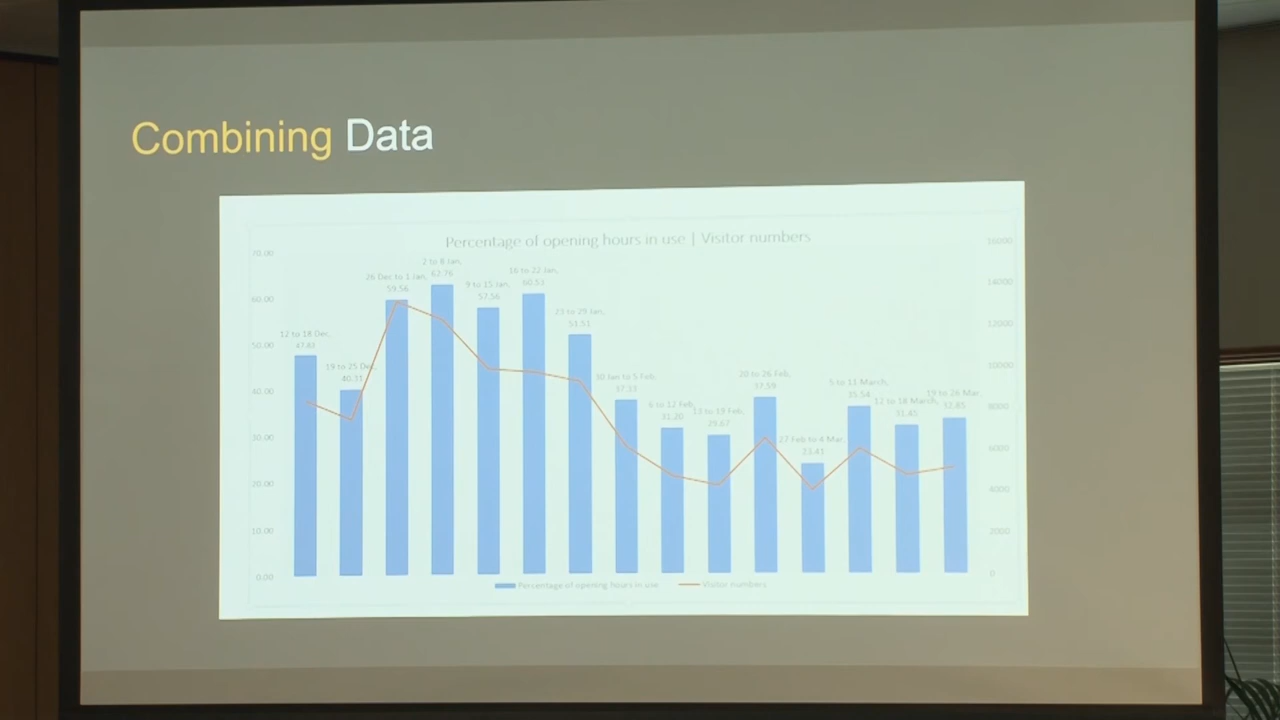 Combining Data
Percentage of opening hours in use | Visitor numbers
70.00
60.00
50.00
40.00
30.00
20.00
10.00
0.00
16000
14000
12000
10000
8000
6000
4000
2000
0
12 to 18 Dec,
47.81
19 to 25 Dec,
40.31
26 Dec to 1 Jan,
59.56
2 to 8 Jan,
62.76
9 to 15 Jan,
57.56
16 to 22 Jan,
60.53
23 to 29 Jan,
51.51
30 Jan to 5 Feb,
37.33
6 to 12 Feb,
31.20
13 to 19 Feb,
29.67
20 to 26 Feb,
37.59
27 Feb to 4 Mar,
23.41
5 to 11 March,
35.54
12 to 18 March,
31.45
19 to 26 Mar,
32.85
Percentage of opening hours in use
Visitor numbers